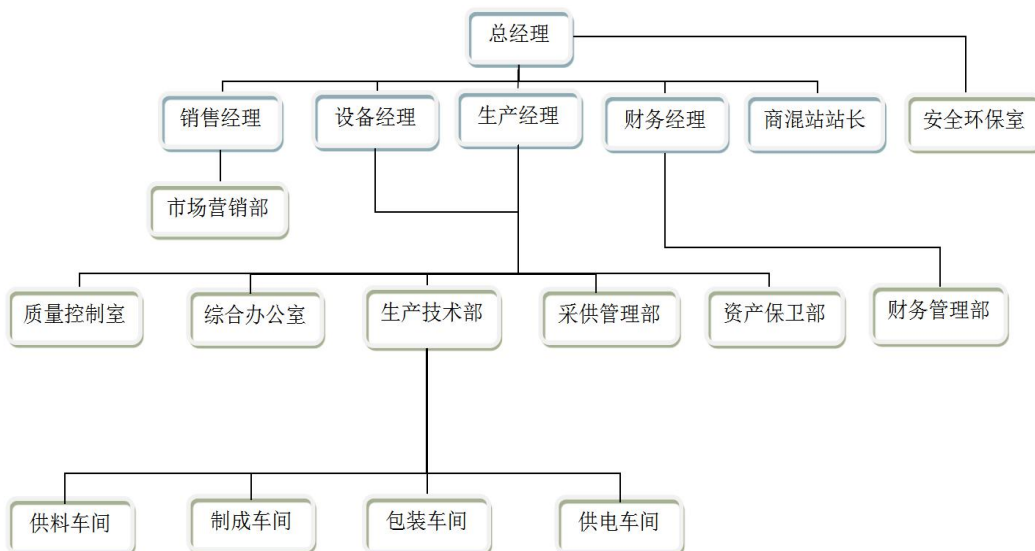 总经理
销售经理
设备经理
生产经理
财务经理
商混站站长
安全环保室
市场营销部
质量控制室
综合办公室
生产技术部
采供管理部
资产保卫部
财务管理部
供料车间
制成车间
包装车间
供电车间